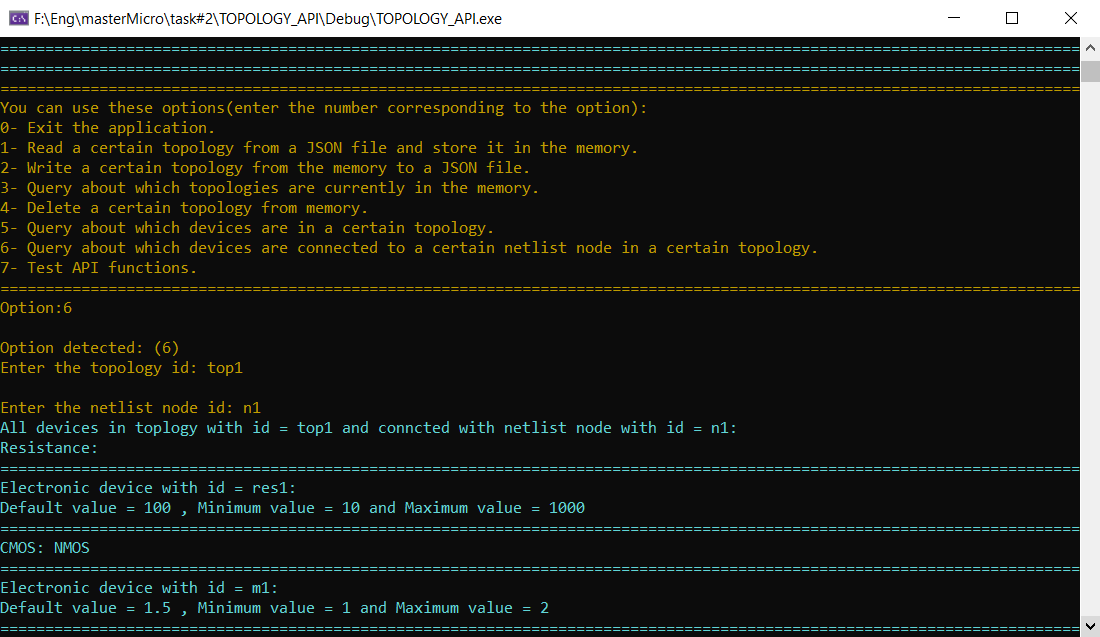 F:\Eng\masterMicro\task#2\TOPOLOGY_API\Debug\TOPOLOGY_API.exe
========================================================================================================================
========================================================================================================================
========================================================================================================================
You can use these options(enter the number corresponding to the option):
0- Exit the application.
1- Read a certain topology from a JSON file and store it in the memory.
2- Write a certain topology from the memory to a JSON file.
3- Query about which topologies are currently in the memory.
4- Delete a certain topology from memory.
5- Query about which devices are in a certain topology.
6- Query about which devices are connected to a certain netlist node in a certain topology.
7- Test API functions.
========================================================================================================================
Option:6
Option detected: (6)
Enter the topology id: top1
Enter the netlist node id: n1
All devices in toplogy with id = top1 and conncted with netlist node with id = n1:
Resistance:
========================================================================================================================
Electronic device with id = res1:
Default value = 100 , Minimum value = 10 and Maximum value = 1000
========================================================================================================================
CMOS: NMOS
========================================================================================================================
Electronic device with id = m1:
Default value = 1.5 , Minimum value = 1 and Maximum value = 2
========================================================================================================================